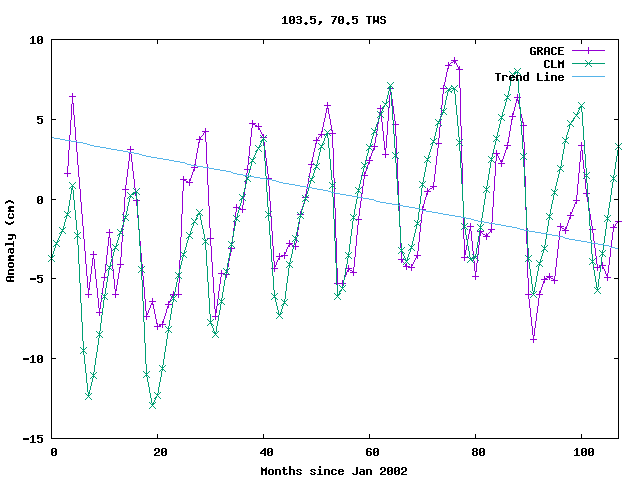 103.5, 70.5 TWS
GRACE
CLM
Trend Line
10
5
0
-5
-10
-15
Anomaly (cm)
0 20 40 60 80 100
Months since Jan 2002